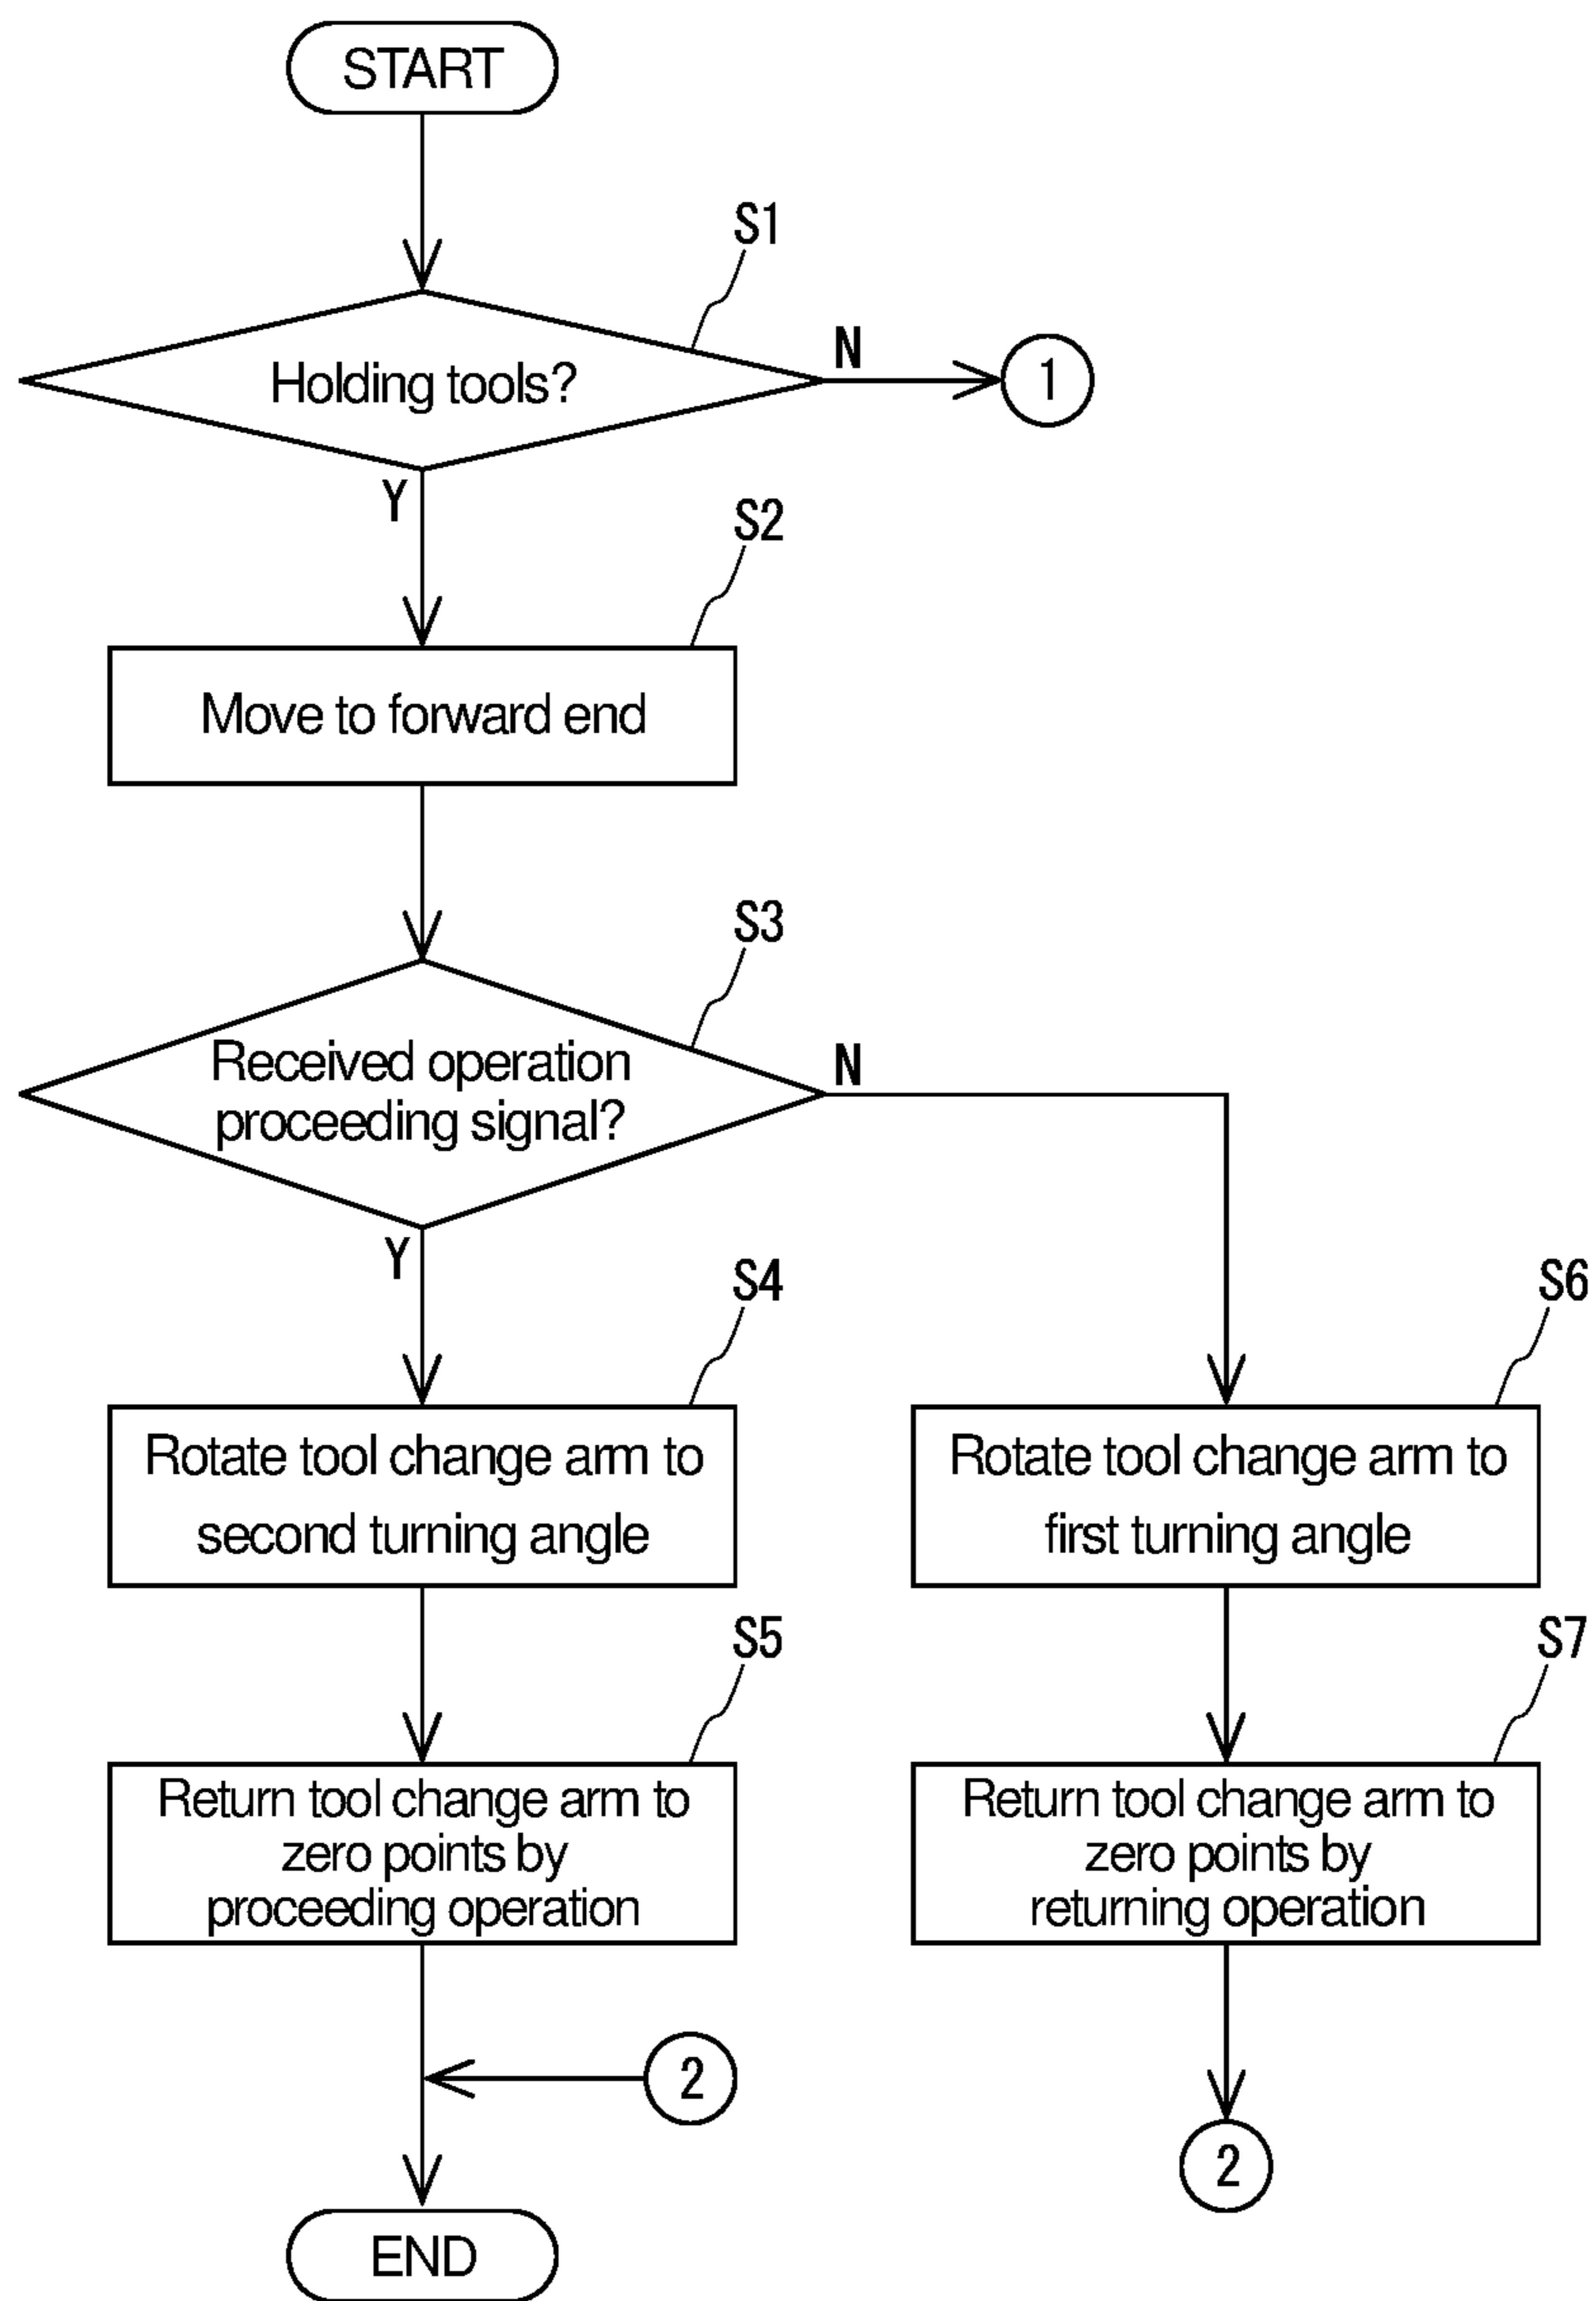 START
S1
Holding tools?
N
1
Y
S2
Move to forward end
S3
Received operation
proceeding signal?
N
Y
S4
Rotate tool change arm to
second turning angle
S6
Rotate tool change arm to
first turning angle
S5
Return tool change arm to
zero points by
proceeding operation
S7
Return tool change arm to
zero points by
returning operation
2
2
END